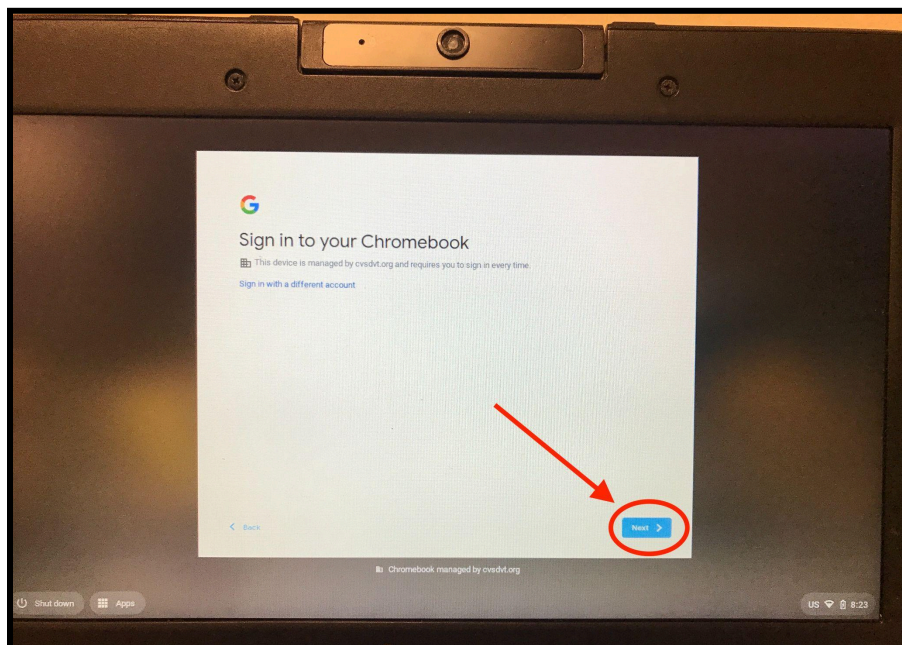 Sign in to your Chromebook
This device is managed by cvsdvt.org and requires you to sign in every time.
Sign in with a different account
Back
Next
Chromebook managed by cvsdvt.org
Shut down
Apps
US
8:23